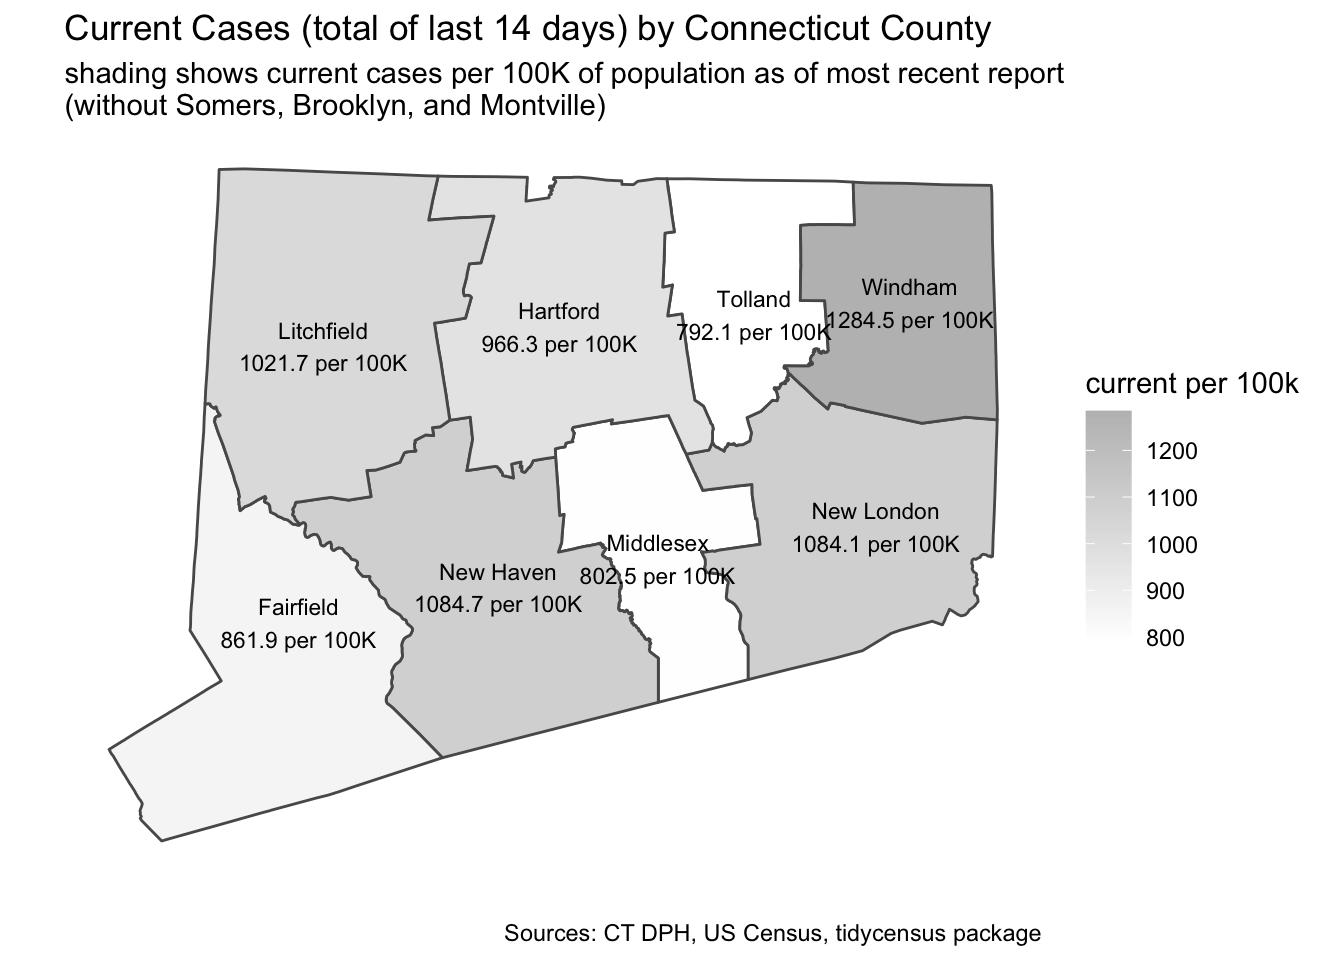 Current Cases (total of last 14 days) by Connecticut County
shading shows current cases per 100K of population as of most recent report
(without Somers, Brooklyn, and Montville)
Windham
1284.5 per 100K
Tolland
792.1 per 100K
Hartford
966.3 per 100K
Litchfield
1021.7 per 100K
current per 100k
1200
1100
1000
900
800
New London
1084.1 per 100K
Middlesex
802.5 per 100K
New Haven
1084.7 per 100K
Fairfield
861.9 per 100K
Sources: CT DPH, US Census, tidycensus package